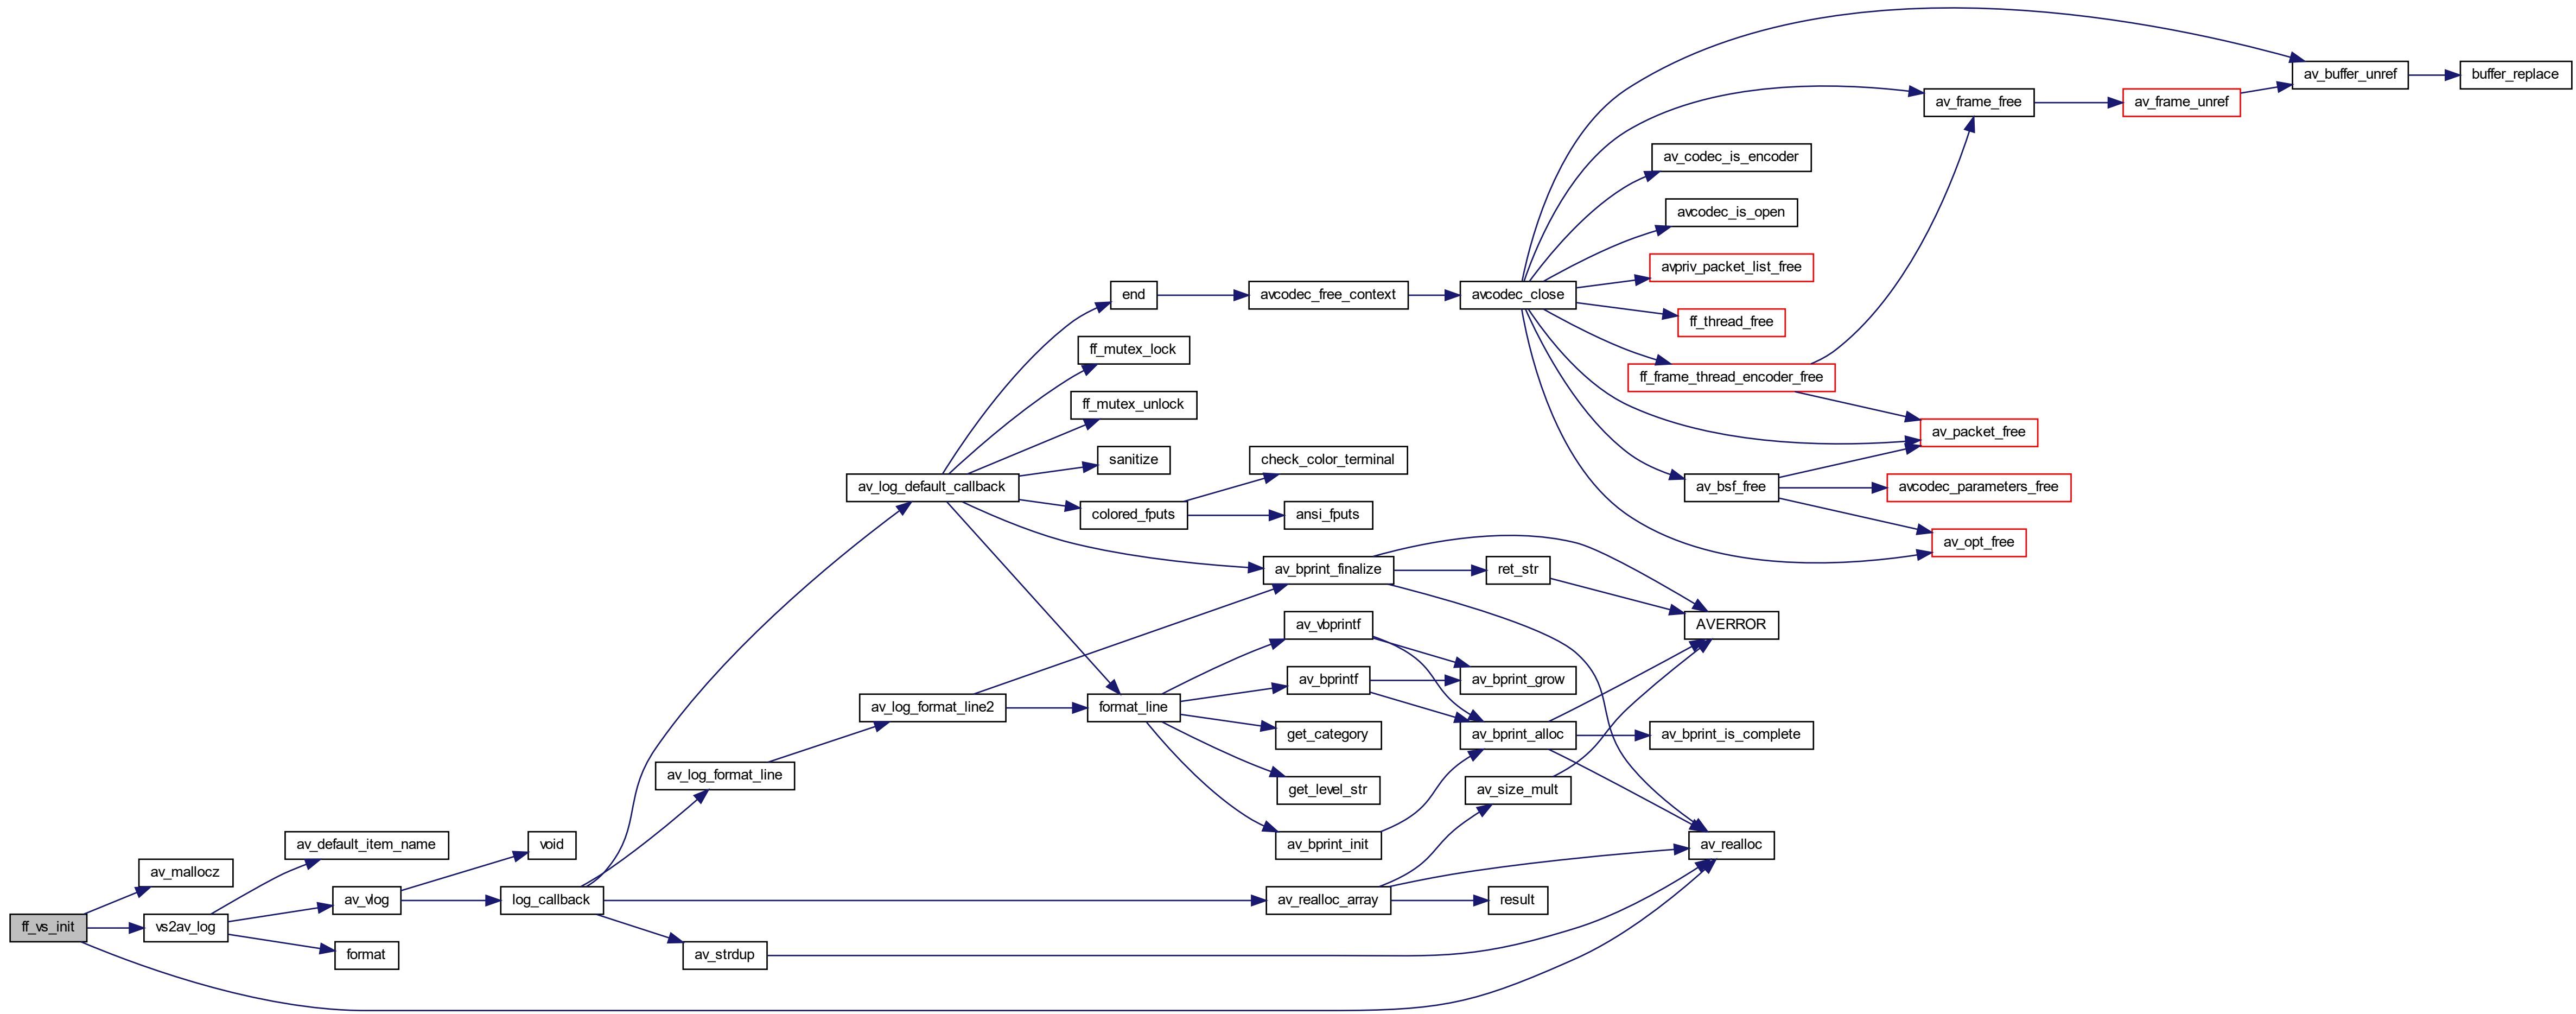 ff_vs_init
av_mallocz
vs2av_log
av_default_item_name
av_vlog
format
void
log_callback
av_log_format_line
av_strdup
av_log_default_callback
av_log_format_line2
end
ff_mutex_lock
ff_mutex_unlock
sanitize
colored_fputs
format_line
avcodec_free_context
check_color_terminal
ansi_fputs
av_bprint_finalize
av_vbprintf
av_bprintf
get_category
get_level_str
av_bprint_init
av_realloc_array
avcodec_close
ret_str
av_bprint_grow
av_bprint_alloc
av_size_mult
result
av_codec_is_encoder
avcodec_is_open
avpriv_packet_list_free
ff_thread_free
ff_frame_thread_encoder_free
av_bsf_free
AVERROR
av_bprint_is_complete
av_realloc
av_frame_free
av_packet_free
avcodec_parameters_free
av_opt_free
av_frame_unref
av_buffer_unref
buffer_replace